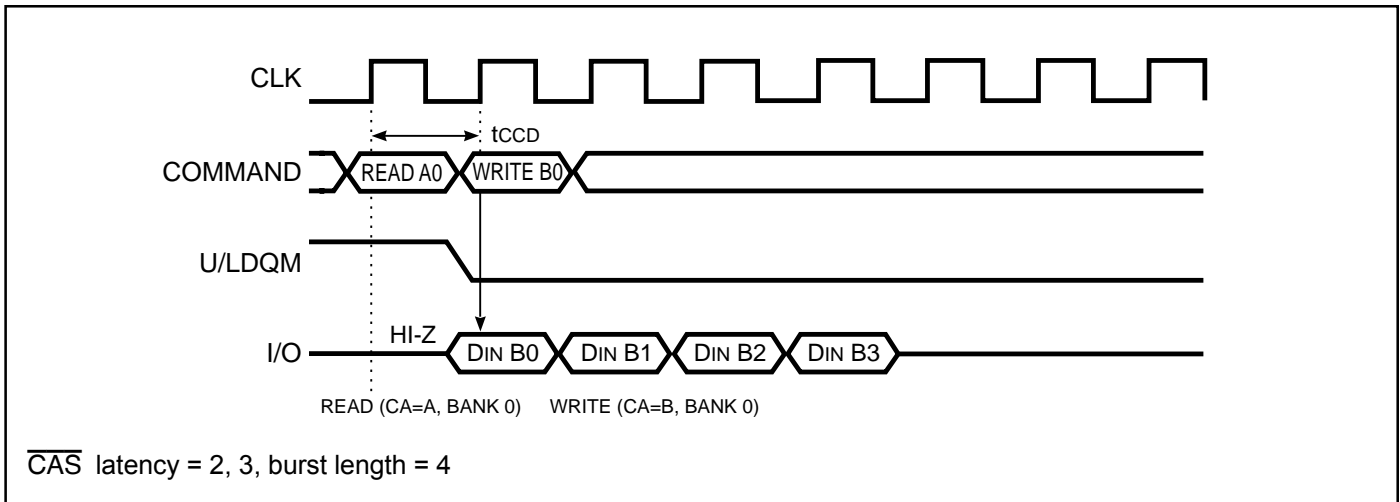 CLK
tCCD
COMMAND READ A0 WRITE B0
U/LDQM
HI-Z
I/O DIN B0 DIN B1 DIN B2 DIN B3
READ (CA=A, BANK 0) WRITE (CA=B, BANK 0)
CAS latency = 2, 3, burst length = 4